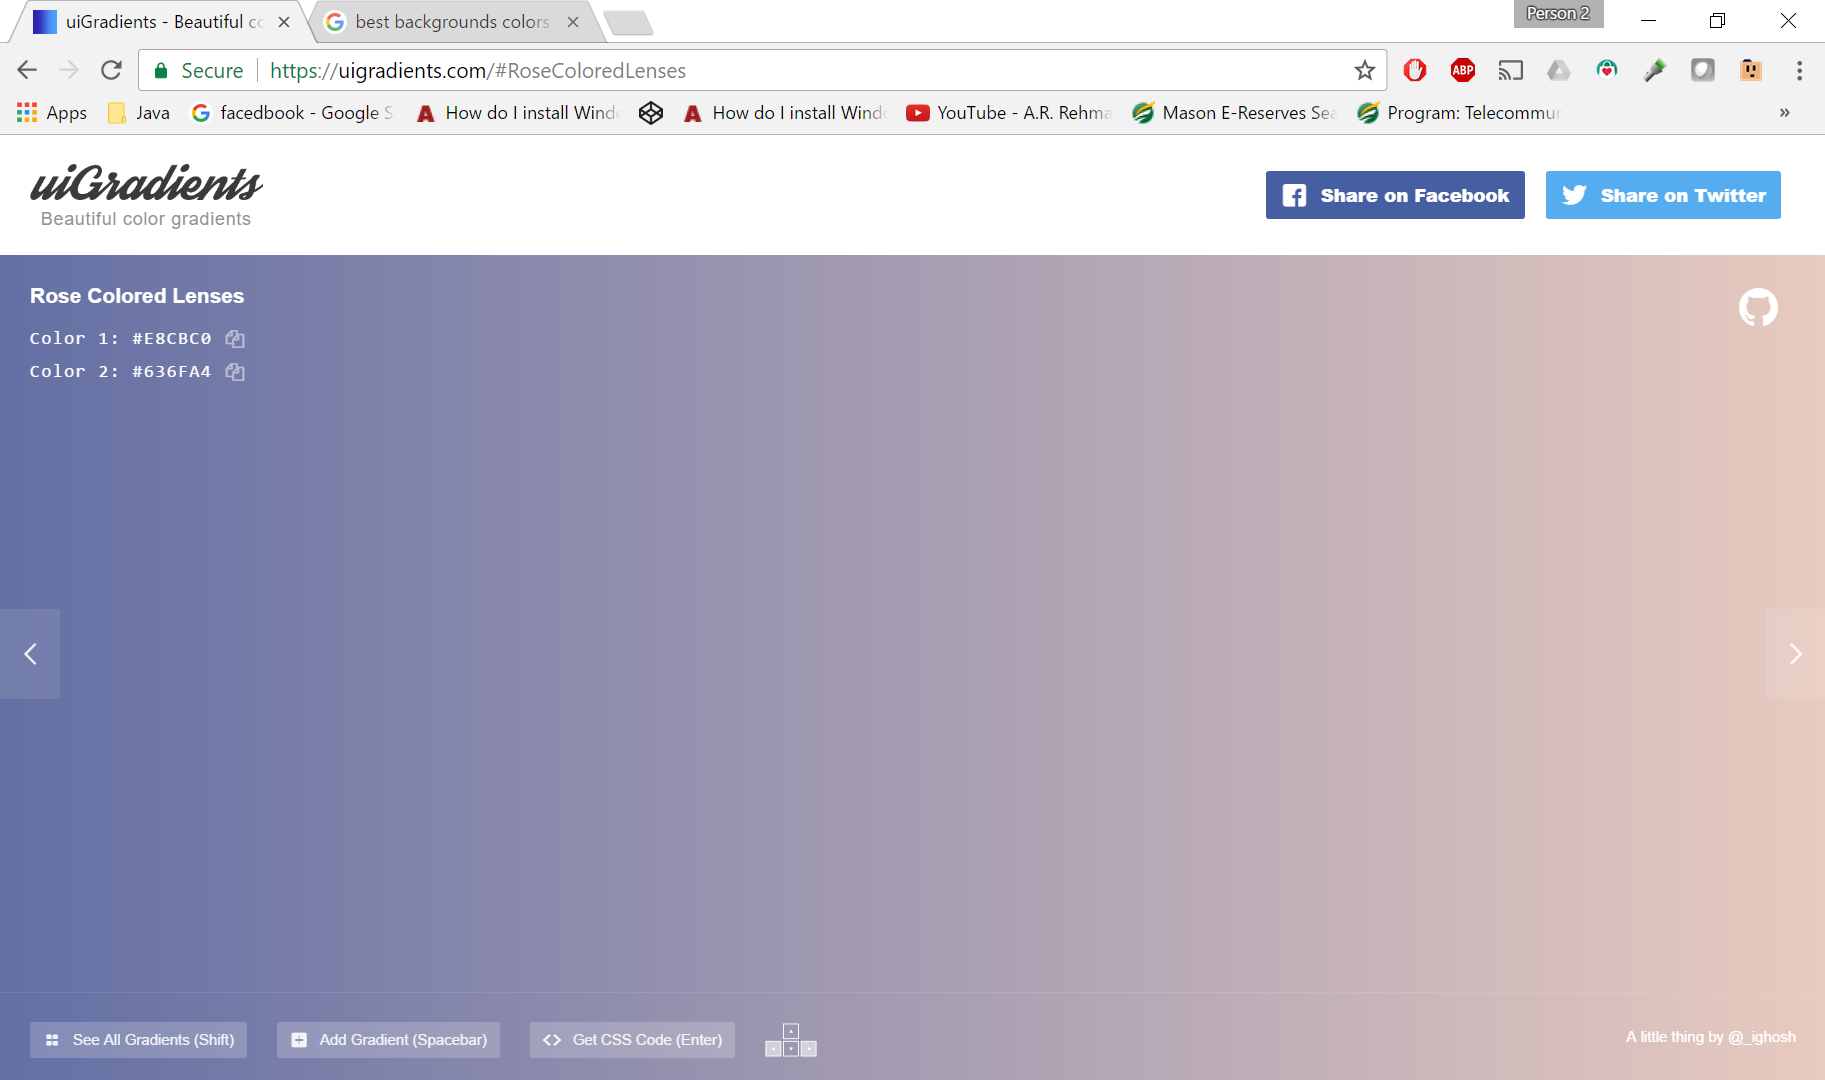 uiGradients - Beautiful co
best backgrounds colors
Person 2
Secure
https://uigradients.com/#RoseColoredLenses
ABP
Apps
Java
facedbook - Google S
How do I install Wind
How do I install Wind
YouTube - A.R. Rehma
Mason E-Reserves Sea
Program: Telecommun
»
uiGradients
Beautiful color gradients
Share on Facebook
Share on Twitter
Rose Colored Lenses
Color 1: #E8CBC0
Color 2: #636FA4
See All Gradients (Shift)
Add Gradient (Spacebar)
Get CSS Code (Enter)
A little thing by @_ighosh